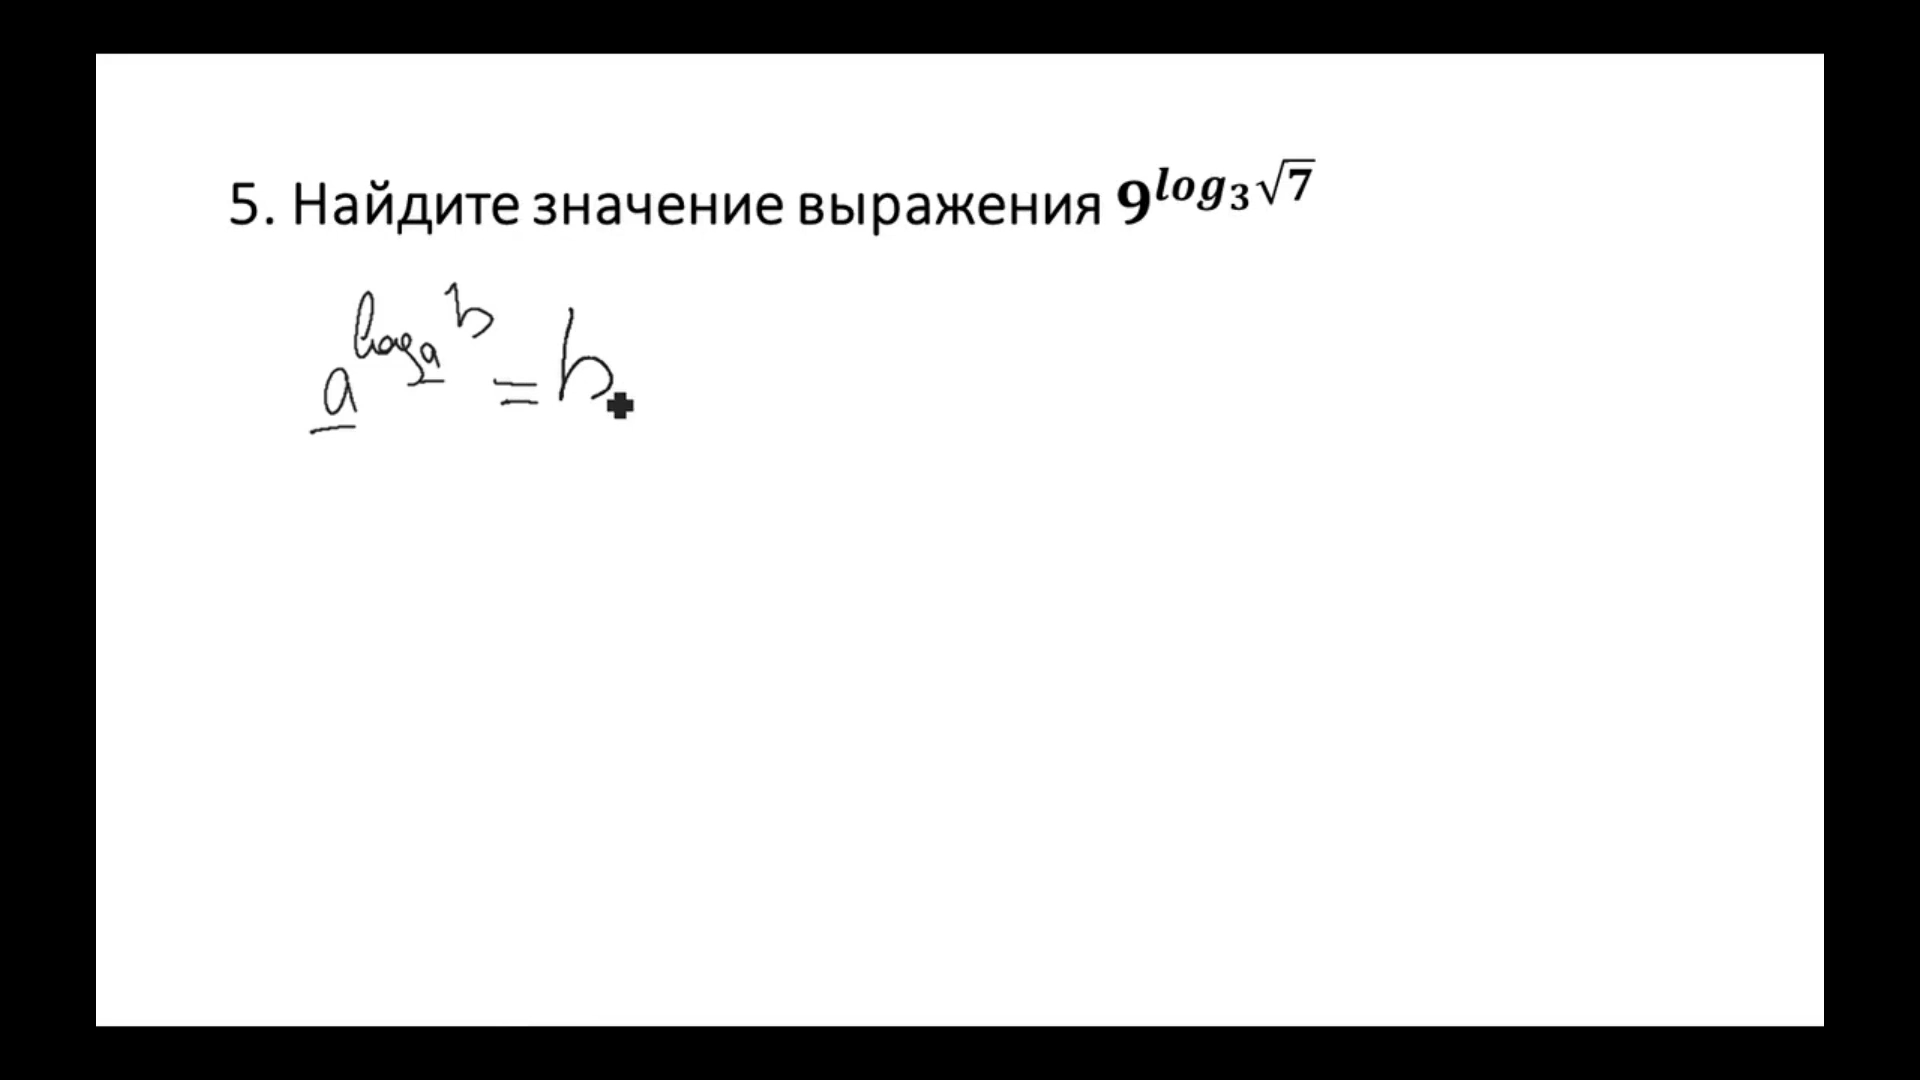 5. Найдите значение выражения 9^{log_3 √7}
a^{log_a b} = b